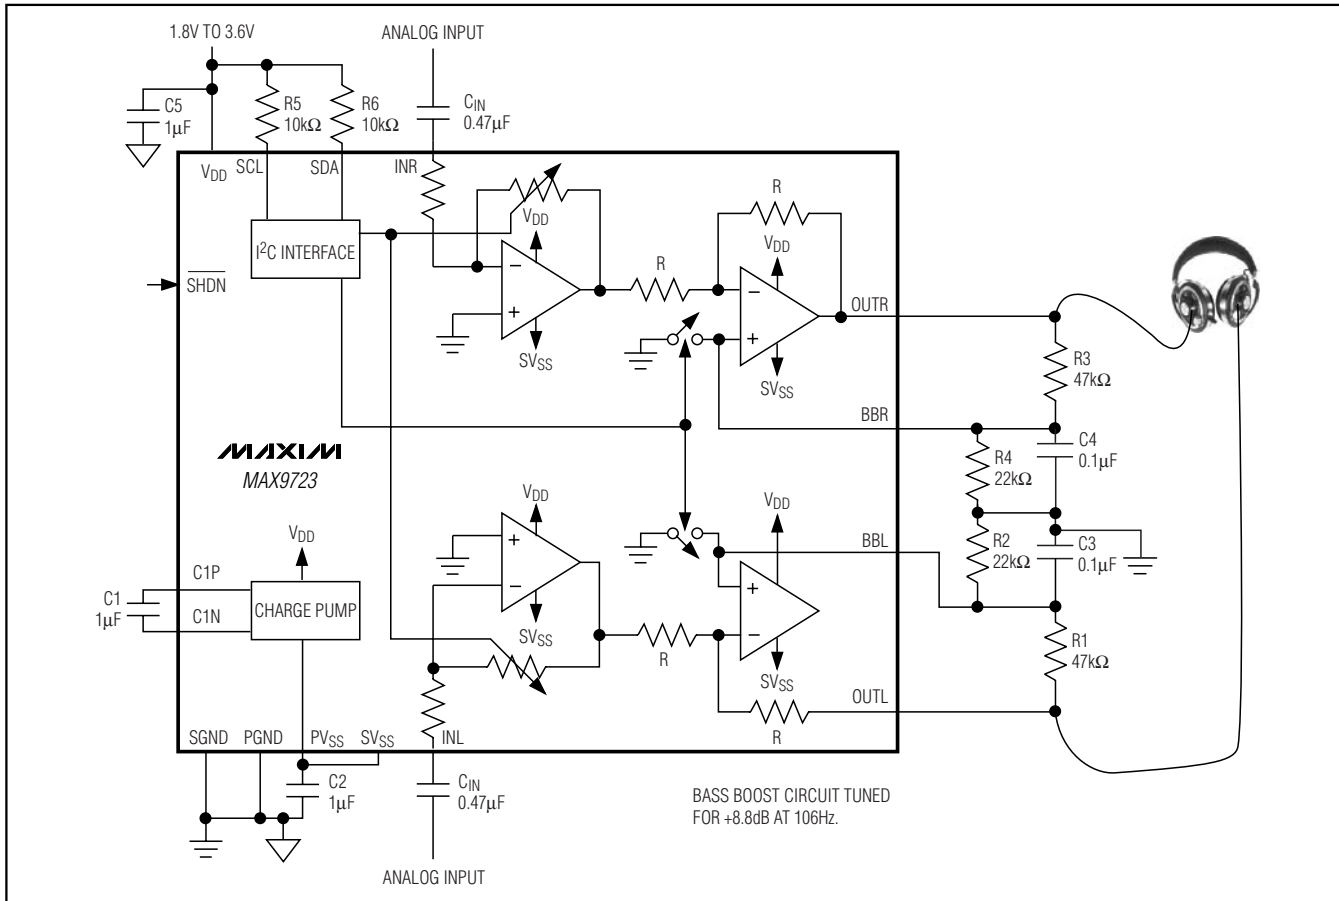 1.8V TO 3.6V
ANALOG INPUT
C5
1µF
R5
10kΩ
R6
10kΩ
CIN
0.47µF
VDD
SCL
SDA
INR
I²C INTERFACE
SHDN
VDD
−
+
SVSS
R
R
VDD
−
+
SVSS
OUTR
R3
47kΩ
BBR
C4
0.1µF
R4
22kΩ
MAXIM
MAX9723
VDD
+
−
SVSS
VDD
+
−
SVSS
BBL
R2
22kΩ
C3
0.1µF
R1
47kΩ
VDD
C1P
C1N
CHARGE PUMP
C1
1µF
R
R
OUTL
SGND
PGND
PVSS
SVSS
INL
C2
1µF
CIN
0.47µF
BASS BOOST CIRCUIT TUNED
FOR +8.8dB AT 106Hz.
ANALOG INPUT